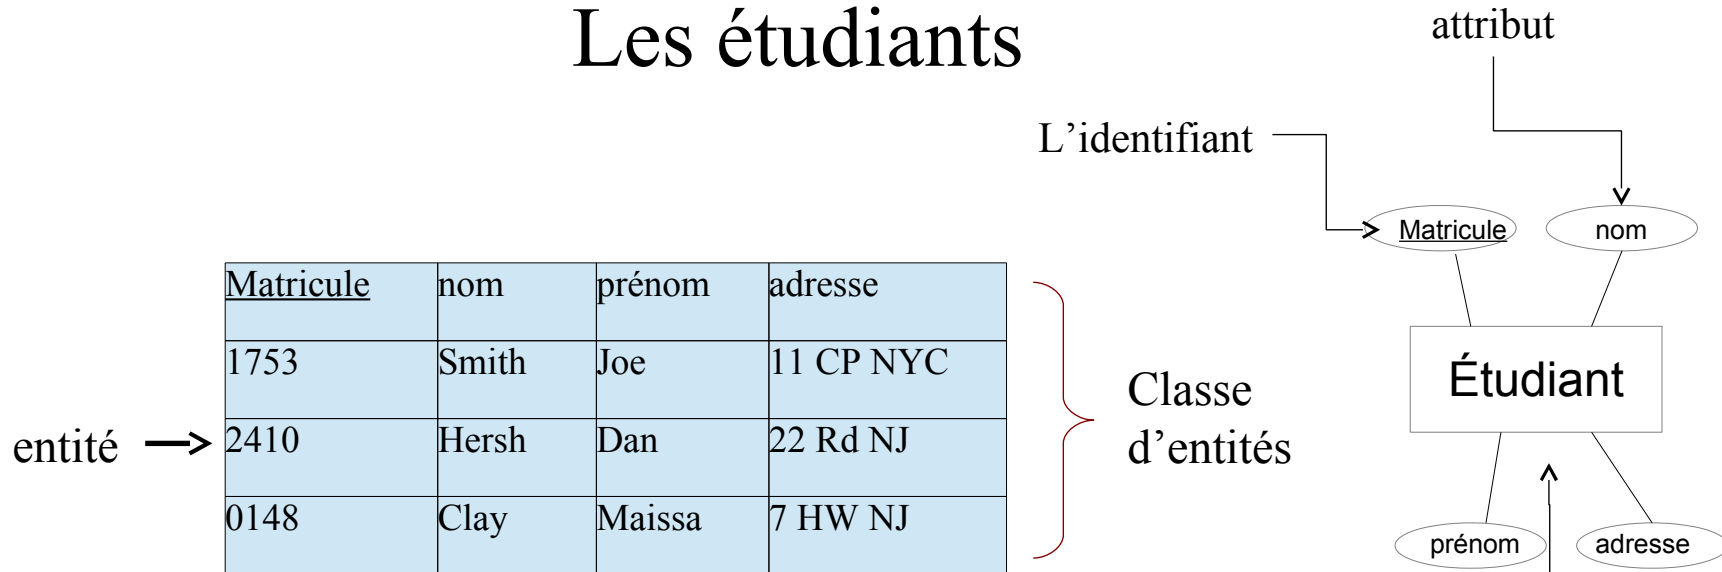 Les étudiants
attribut
L'identifiant
Matricule
nom
Matricule nom prénom adresse
1753 Smith Joe 11 CP NYC
entité
2410 Hersh Dan 22 Rd NJ
0148 Clay Maissa 7 HW NJ
Classe
d'entités
Étudiant
prénom
adresse